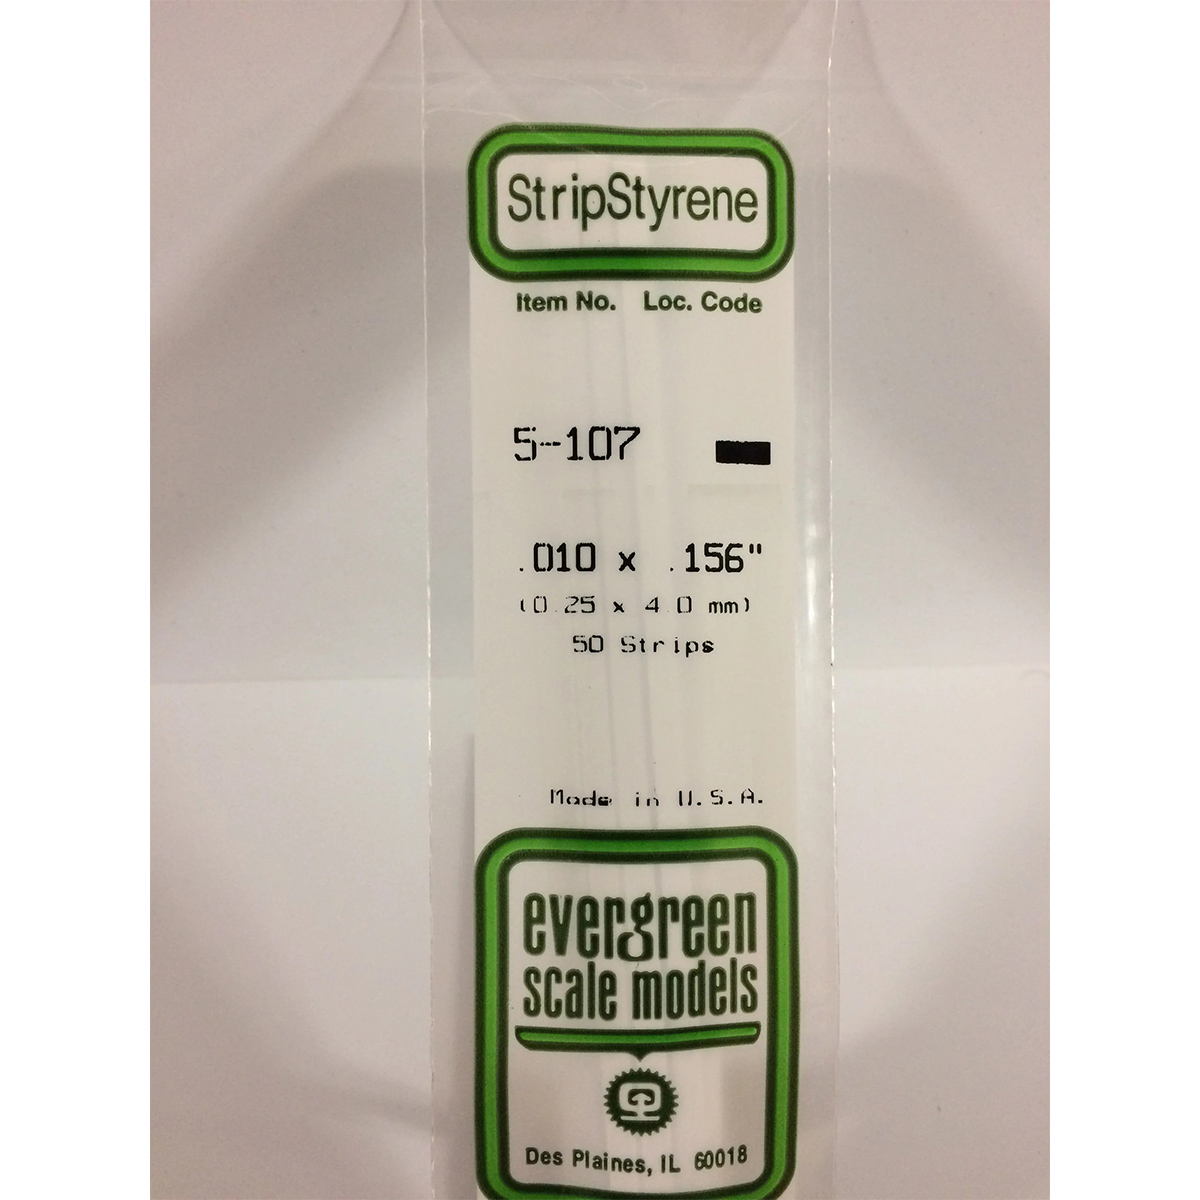 StripStyrene
Item No. Loc. Code
5-107
.010 x .156"
(0.25 x 4.0 mm)
50 Strips
Made in U.S.A.
evergreen
scale models
Des Plaines, IL 60018